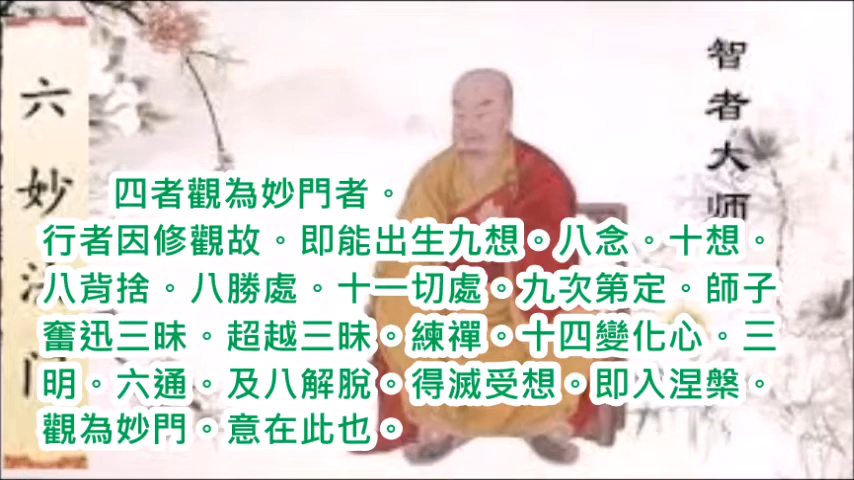 六妙法门
智者大师
四者觀為妙門者。
行者因修觀故。即能出生九想。八念。十想。
八背捨。八勝處。十一切處。九次第定。師子
奮迅三昧。超越三昧。練禪。十四變化心。三
明。六通。及八解脫。得滅受想。即入涅槃。
觀為妙門。意在此也。